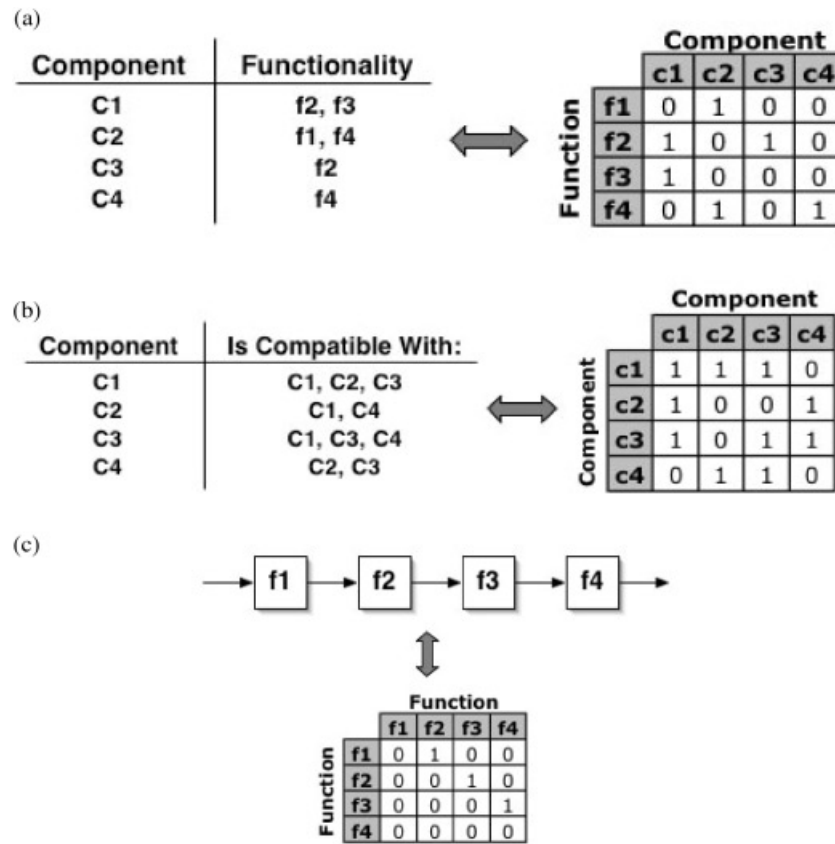 (a)
Component Functionality
C1 f2, f3
C2 f1, f4
C3 f2
C4 f4
Component
c1 c2 c3 c4
Function
f1 0 1 0 0
f2 1 0 1 0
f3 1 0 0 0
f4 0 1 0 1
(b)
Component Is Compatible With:
C1 C1, C2, C3
C2 C1, C4
C3 C1, C3, C4
C4 C2, C3
Component
c1 c2 c3 c4
Component
c1 1 1 1 0
c2 1 0 0 1
c3 1 0 1 1
c4 0 1 1 0
(c)
f1 f2 f3 f4
Function
f1 f2 f3 f4
Function
f1 0 1 0 0
f2 0 0 1 0
f3 0 0 0 1
f4 0 0 0 0